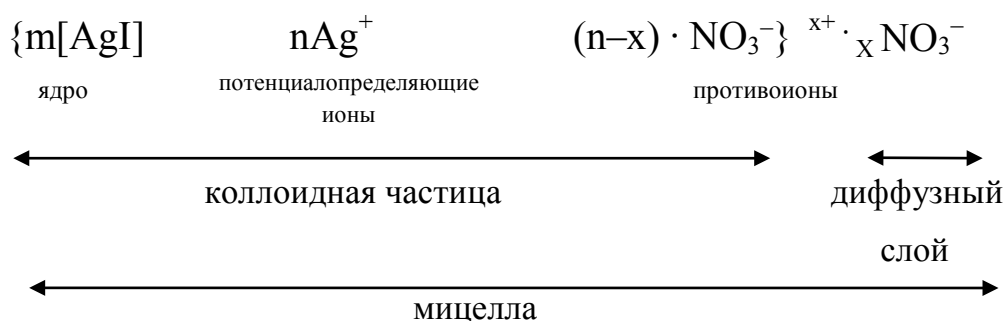 {m[AgI] nAg⁺ (n–x) · NO₃⁻} ˣ⁺ · ₓ NO₃⁻
ядро потенциалопределяющие противоионы
ионы
коллоидная частица диффузный
слой
мицелла